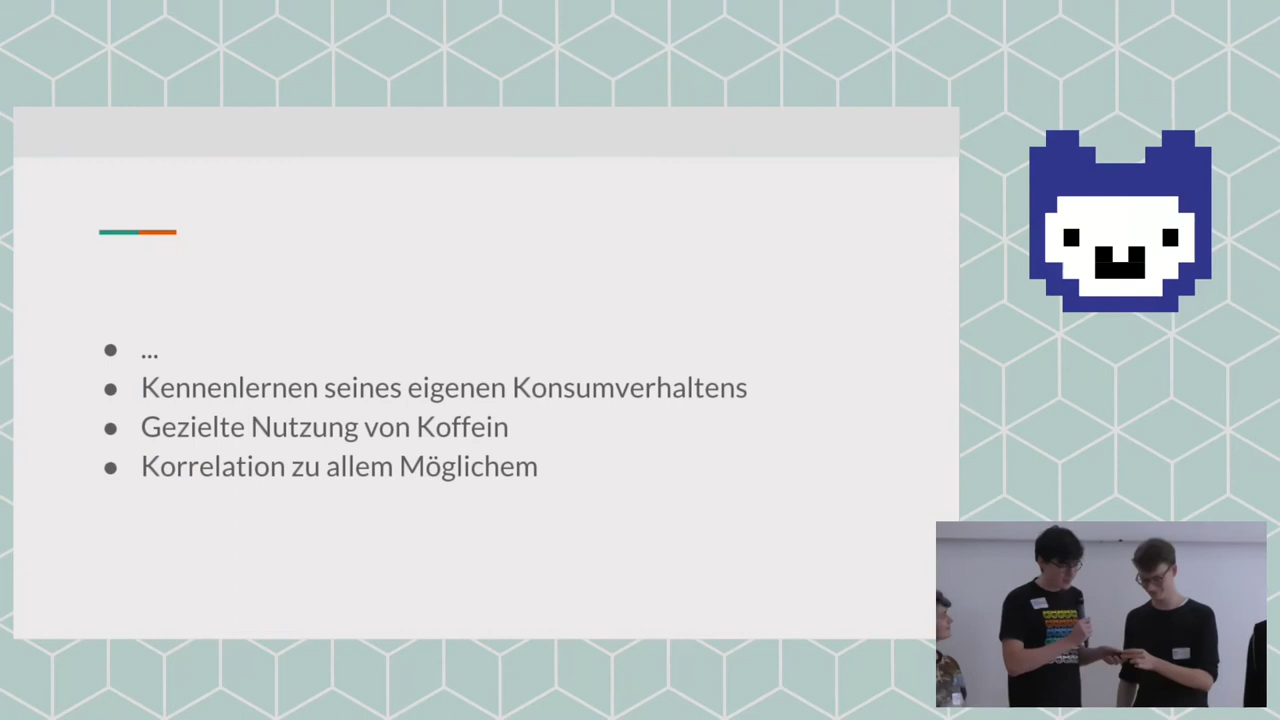 ● ...
● Kennenlernen seines eigenen Konsumverhaltens
● Gezielte Nutzung von Koffein
● Korrelation zu allem Möglichem